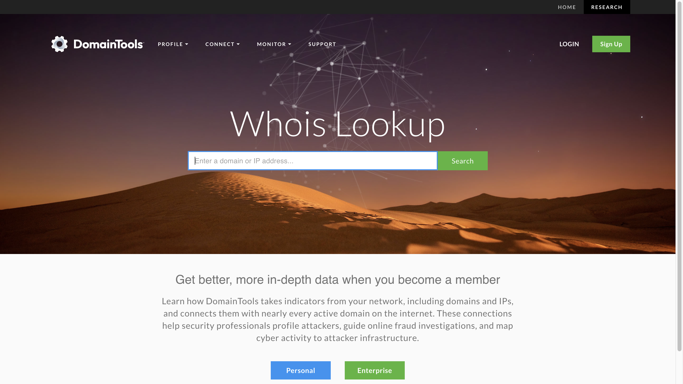 HOME RESEARCH
DomainTools PROFILE CONNECT MONITOR SUPPORT LOGIN Sign Up
Whois Lookup
Enter a domain or IP address... Search
Get better, more in-depth data when you become a member
Learn how DomainTools takes indicators from your network, including domains and IPs,
and connects them with nearly every active domain on the internet. These connections
help security professionals profile attackers, guide online fraud investigations, and map
cyber activity to attacker infrastructure.
Personal Enterprise